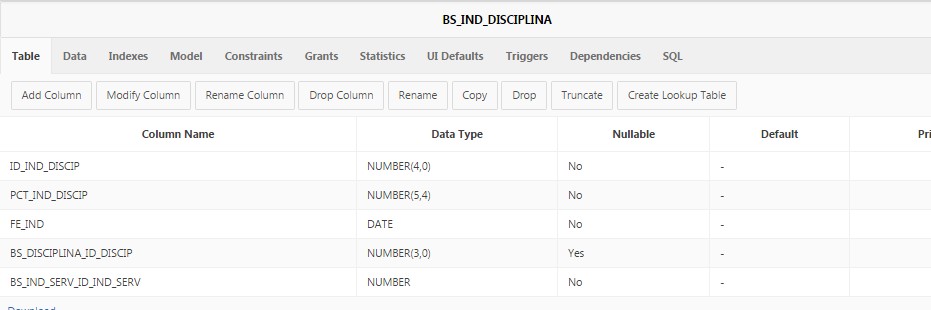 BS_IND_DISCIPLINA
Table Data Indexes Model Constraints Grants Statistics UI Defaults Triggers Dependencies SQL
Add Column Modify Column Rename Column Drop Column Rename Copy Drop Truncate Create Lookup Table
Column Name Data Type Nullable Default Pri
ID_IND_DISCIP NUMBER(4,0) No -
PCT_IND_DISCIP NUMBER(5,4) No -
FE_IND DATE No -
BS_DISCIPLINA_ID_DISCIP NUMBER(3,0) Yes -
BS_IND_SERV_ID_IND_SERV NUMBER No -
Download